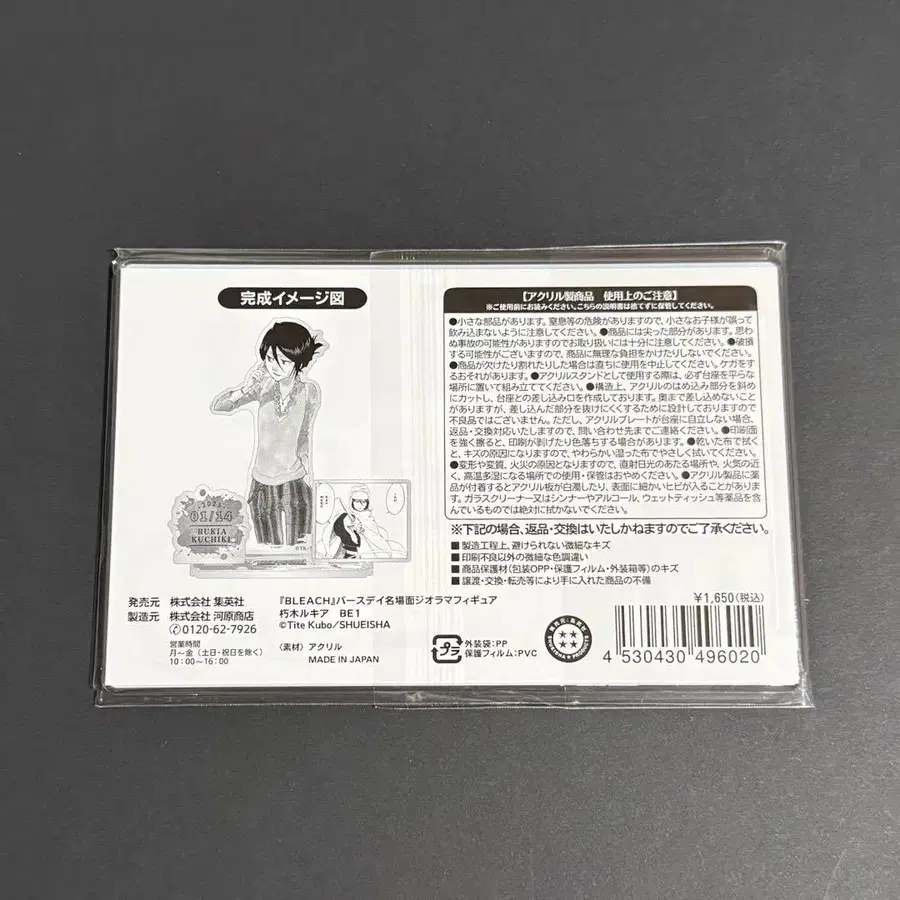 完成イメージ図
2023
01/14
RUKIA
KUCHIKI
©TK/S
【アクリル製商品　使用上のご注意】
※ご使用前にお読みください。こちらの説明書は捨てずに保管してください。
●小さな部品があります。窒息等の危険がありますので、小さなお子様が誤って
飲み込まないように注意してください。●商品には尖った部分があります。思わ
ぬ事故の可能性がありますのでお取り扱いには十分に注意してください。●破損
する可能性がございますので、商品に無理な負担をかけたりしないでください。
●商品が欠けたり割れたりした場合は直ちに使用を中止してください。ケガをす
るおそれがあります。●アクリルスタンドとして使用する際は、必ず台座を平らな
場所に置いて組み立ててください。●構造上、アクリルのはめ込み部分を斜め
にカットし、台座との差し込み口を作成しております。奥まで差し込めないこと
がありますが、差し込んだ部分を抜けにくくするために設計しておりますので
不良品ではございません。ただし、アクリルプレートが台座に自立しない場合、
返品・交換対応いたしますので、問い合わせ先までご連絡ください。●印刷面
を強く擦ると、印刷が剥げたり色落ちする場合があります。●乾いた布で拭く
と、キズの原因になりますので、やわらかい湿った布でやさしく拭いてください。
●変形や変質、火災の原因となりますので、直射日光のあたる場所や、火気の近
く、高温多湿になる場所での使用・保管はおやめください。●アクリル製品に薬
品が付着するとアクリル板が白濁したり、表面に細かいヒビが入ることがありま
す。ガラスクリーナー又はシンナーやアルコール、ウェットティッシュ等薬品を含
んでいるものでは絶対に拭かないでください。
※下記の場合、返品・交換はいたしかねますのでご了承ください。
■製造工程上、避けられない微細なキズ
■印刷不良以外の微細な色調違い
■商品保護材(包装OPP・保護フィルム・外装箱等)のキズ
■譲渡・交換・転売等により手に入れた商品の不備
発売元　株式会社 集英社
製造元　株式会社 河原商店
✆0120-62-7926
営業時間
月～金（土日・祝日を除く）
10：00～16：00
『BLEACH』バースデイ名場面ジオラマフィギュア
朽木ルキア　BE1
©Tite Kubo/SHUEISHA
〈素材〉アクリル
MADE IN JAPAN
プラ
外装袋：PP
保護フィルム：PVC
¥1,650(税込)
4 530430 496020